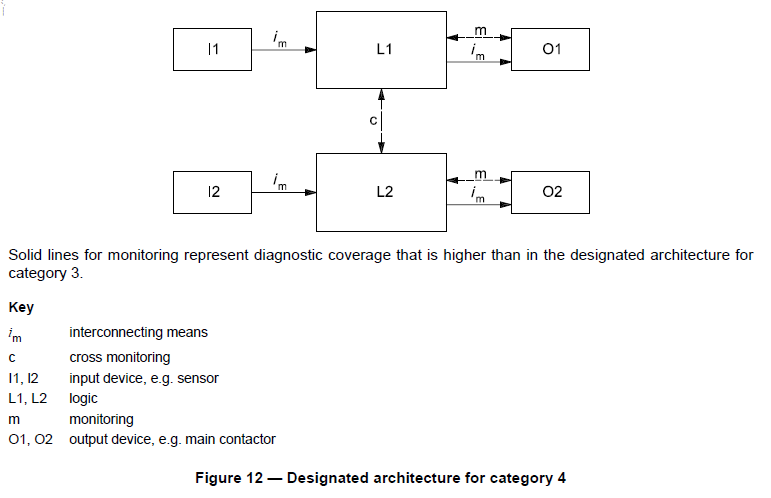 I1
im
L1
m
im
O1
c
I2
im
L2
m
im
O2
Solid lines for monitoring represent diagnostic coverage that is higher than in the designated architecture for
category 3.
Key
im interconnecting means
c cross monitoring
I1, I2 input device, e.g. sensor
L1, L2 logic
m monitoring
O1, O2 output device, e.g. main contactor
Figure 12 — Designated architecture for category 4